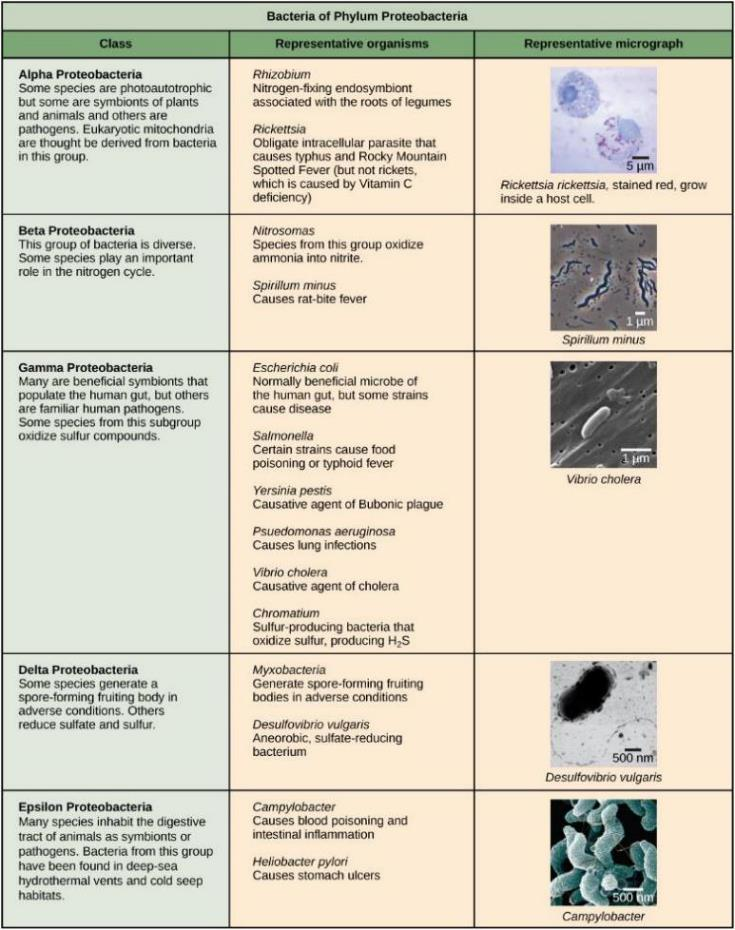 Bacteria of Phylum Proteobacteria
Class
Representative organisms
Representative micrograph
Alpha Proteobacteria
Some species are photoautotrophic
but some are symbionts of plants
and animals and others are
pathogens. Eukaryotic mitochondria
are thought be derived from bacteria
in this group.
Rhizobium
Nitrogen-fixing endosymbiont
associated with the roots of legumes
Rickettsia
Obligate intracellular parasite that
causes typhus and Rocky Mountain
Spotted Fever (but not rickets,
which is caused by Vitamin C
deficiency)
5 µm
Rickettsia rickettsia, stained red, grow
inside a host cell.
Beta Proteobacteria
This group of bacteria is diverse.
Some species play an important
role in the nitrogen cycle.
Nitrosomas
Species from this group oxidize
ammonia into nitrite.
Spirillum minus
Causes rat-bite fever
1 µm
Spirillum minus
Gamma Proteobacteria
Many are beneficial symbionts that
populate the human gut, but others
are familiar human pathogens.
Some species from this subgroup
oxidize sulfur compounds.
Escherichia coli
Normally beneficial microbe of
the human gut, but some strains
cause disease
Salmonella
Certain strains cause food
poisoning or typhoid fever
Yersinia pestis
Causative agent of Bubonic plague
Psuedomonas aeruginosa
Causes lung infections
Vibrio cholera
Causative agent of cholera
Chromatium
Sulfur-producing bacteria that
oxidize sulfur, producing H₂S
1 µm
Vibrio cholera
Delta Proteobacteria
Some species generate a
spore-forming fruiting body in
adverse conditions. Others
reduce sulfate and sulfur.
Myxobacteria
Generate spore-forming fruiting
bodies in adverse conditions
Desulfovibrio vulgaris
Aneorobic, sulfate-reducing
bacterium
500 nm
Desulfovibrio vulgaris
Epsilon Proteobacteria
Many species inhabit the digestive
tract of animals as symbionts or
pathogens. Bacteria from this group
have been found in deep-sea
hydrothermal vents and cold seep
habitats.
Campylobacter
Causes blood poisoning and
intestinal inflammation
Heliobacter pylori
Causes stomach ulcers
500 nm
Campylobacter